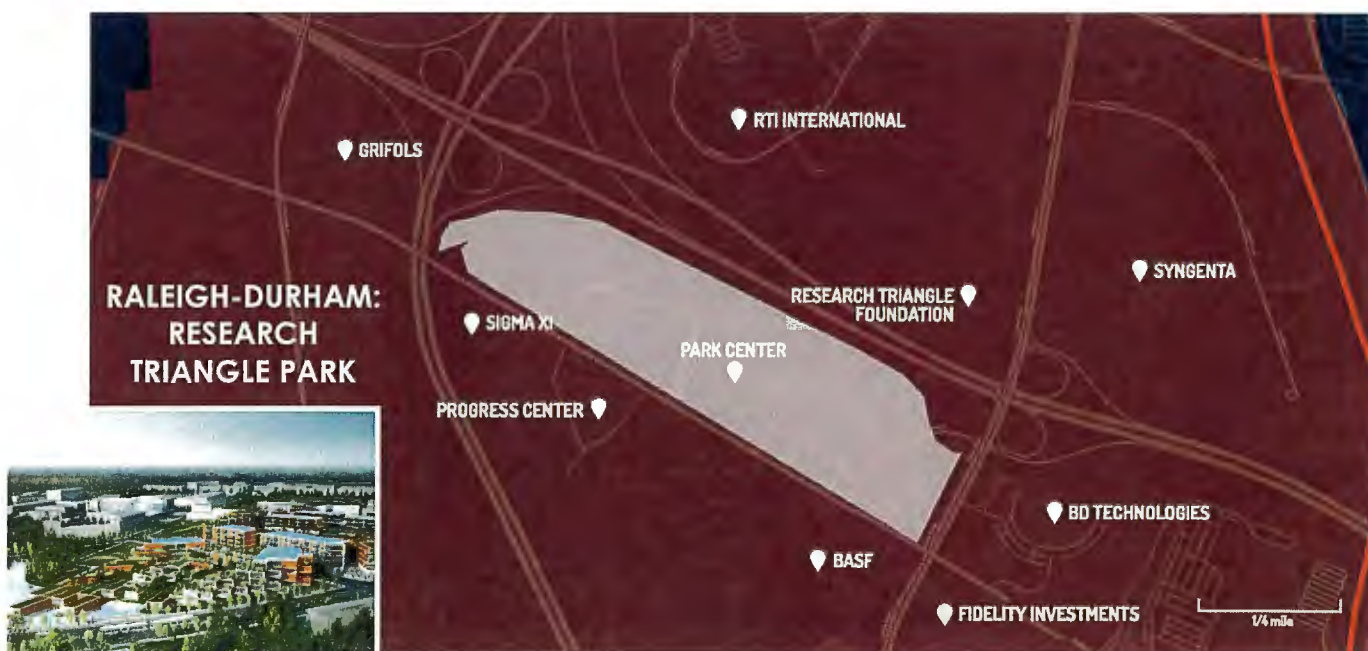 RTI INTERNATIONAL
GRIFOLS
SYNGENTA
RALEIGH-DURHAM:
RESEARCH
TRIANGLE PARK
RESEARCH TRIANGLE
FOUNDATION
SIGMA XI
PARK CENTER
PROGRESS CENTER
BD TECHNOLOGIES
BASF
FIDELITY INVESTMENTS
1/4 mile